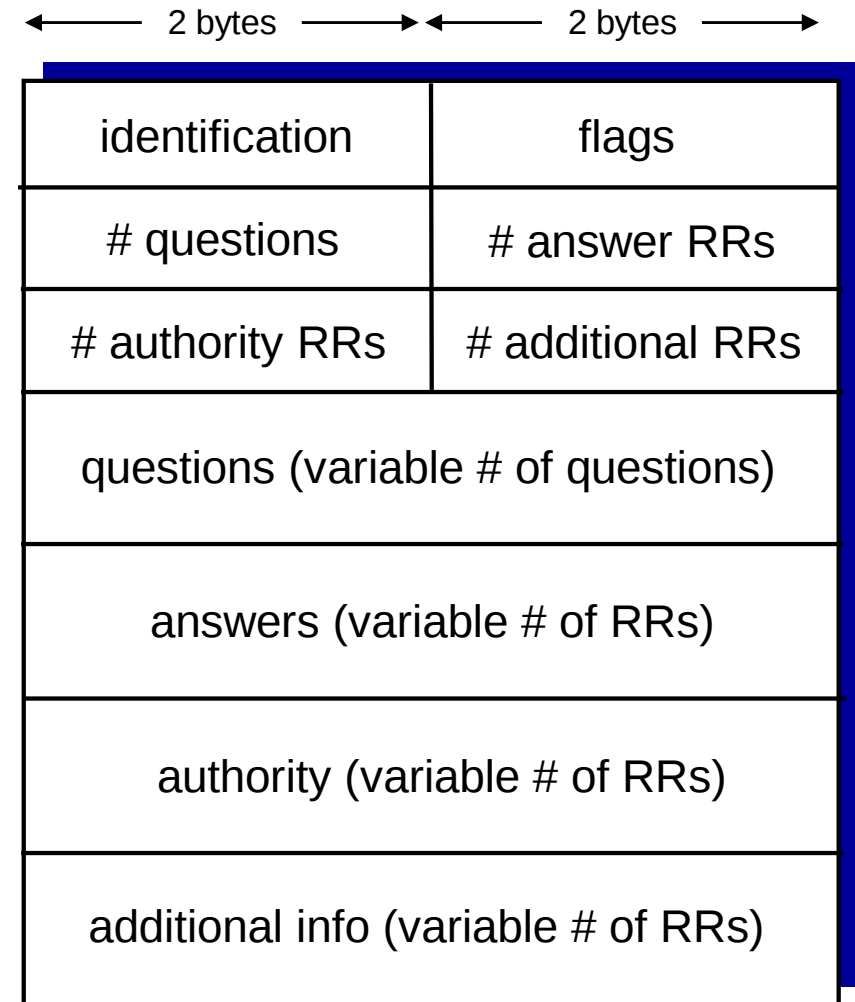 2 bytes 2 bytes
identification flags
# questions # answer RRs
# authority RRs # additional RRs
questions (variable # of questions)
answers (variable # of RRs)
authority (variable # of RRs)
additional info (variable # of RRs)